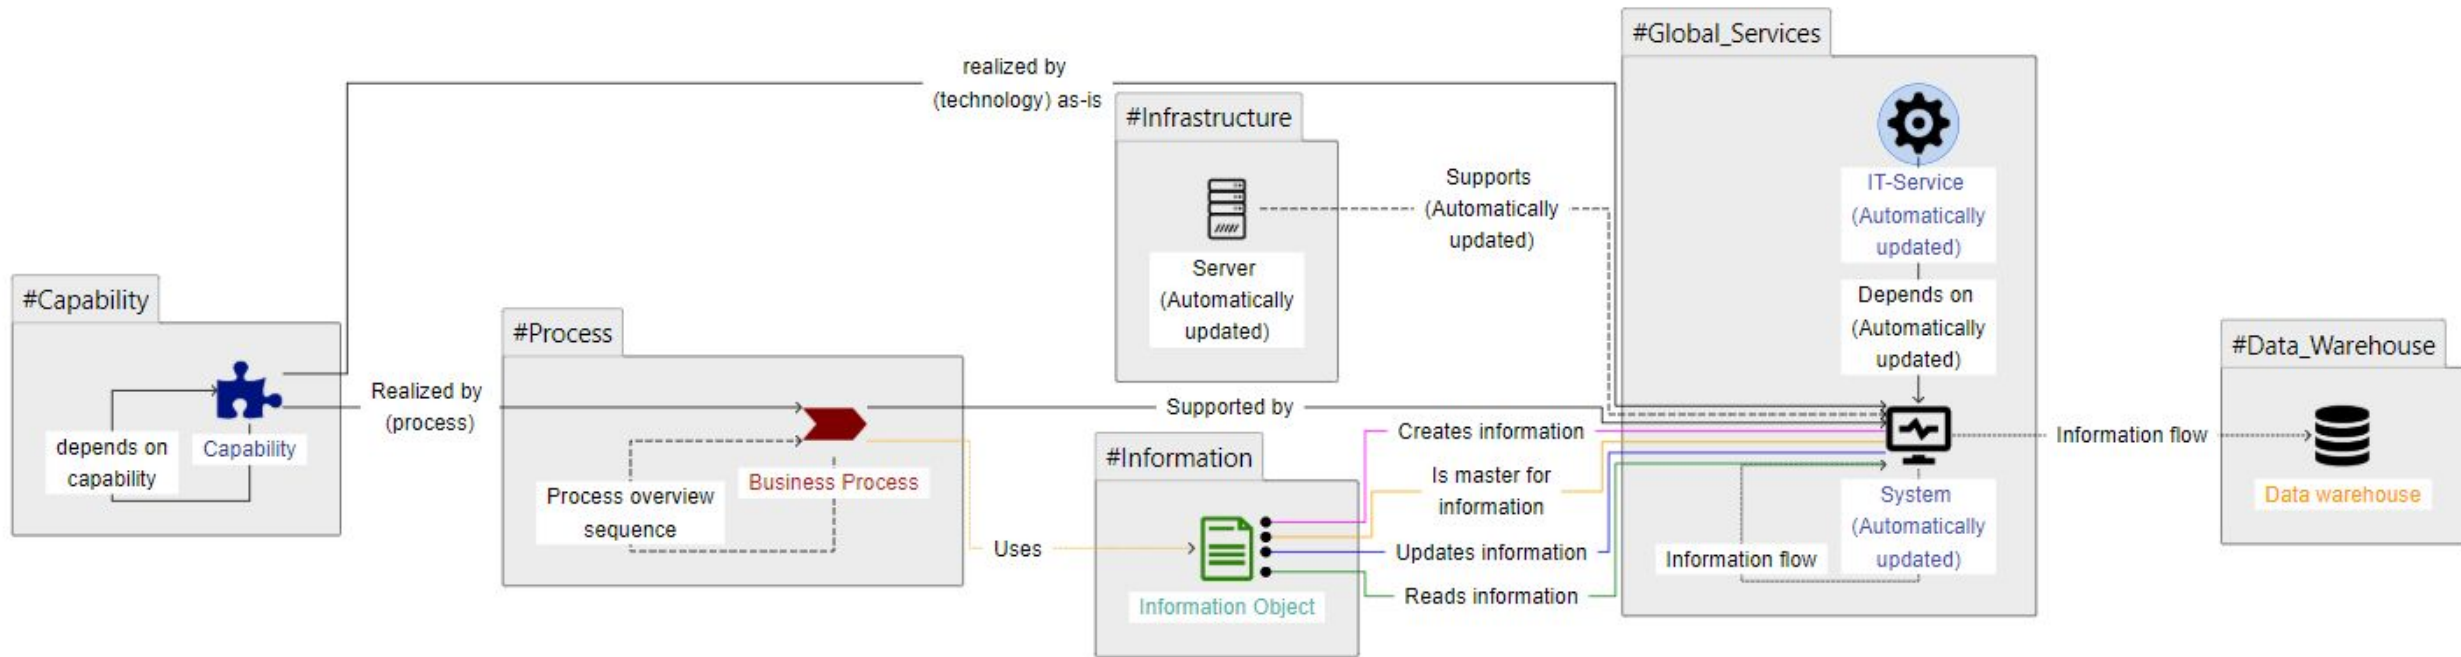 #Global_Services
realized by
(technology) as-is
#Infrastructure
Supports
(Automatically
updated)
IT-Service
(Automatically
updated)
Server
(Automatically
updated)
Depends on
(Automatically
updated)
#Capability
#Process
#Data_Warehouse
Realized by
(process)
Supported by
depends on
capability
Capability
Creates information
Information flow
#Information
Process overview
sequence
Business Process
Is master for
information
System
(Automatically
updated)
Data warehouse
Uses
Updates information
Information flow
Information Object
Reads information